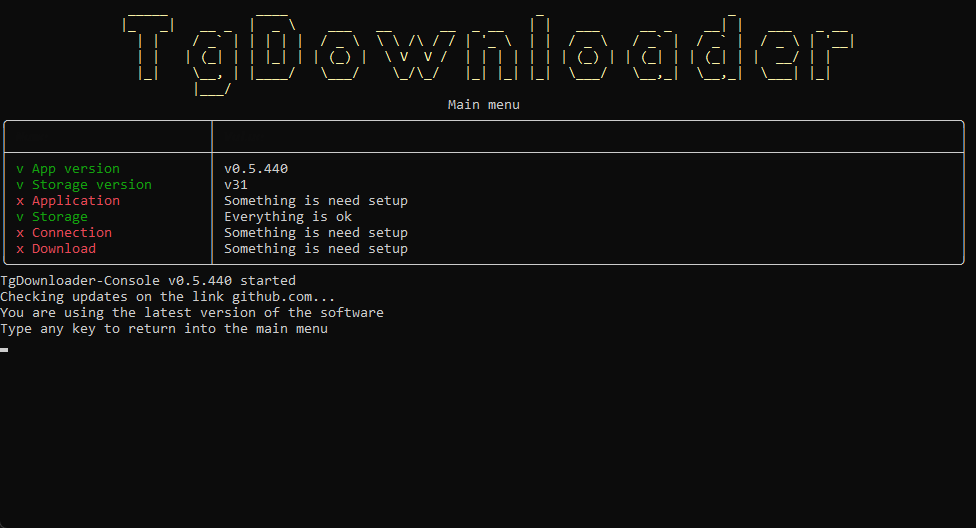 TgDownloader
Main menu
v App version v0.5.440
v Storage version v31
x Application Something is need setup
v Storage Everything is ok
x Connection Something is need setup
x Download Something is need setup
TgDownloader-Console v0.5.440 started
Checking updates on the link github.com...
You are using the latest version of the software
Type any key to return into the main menu